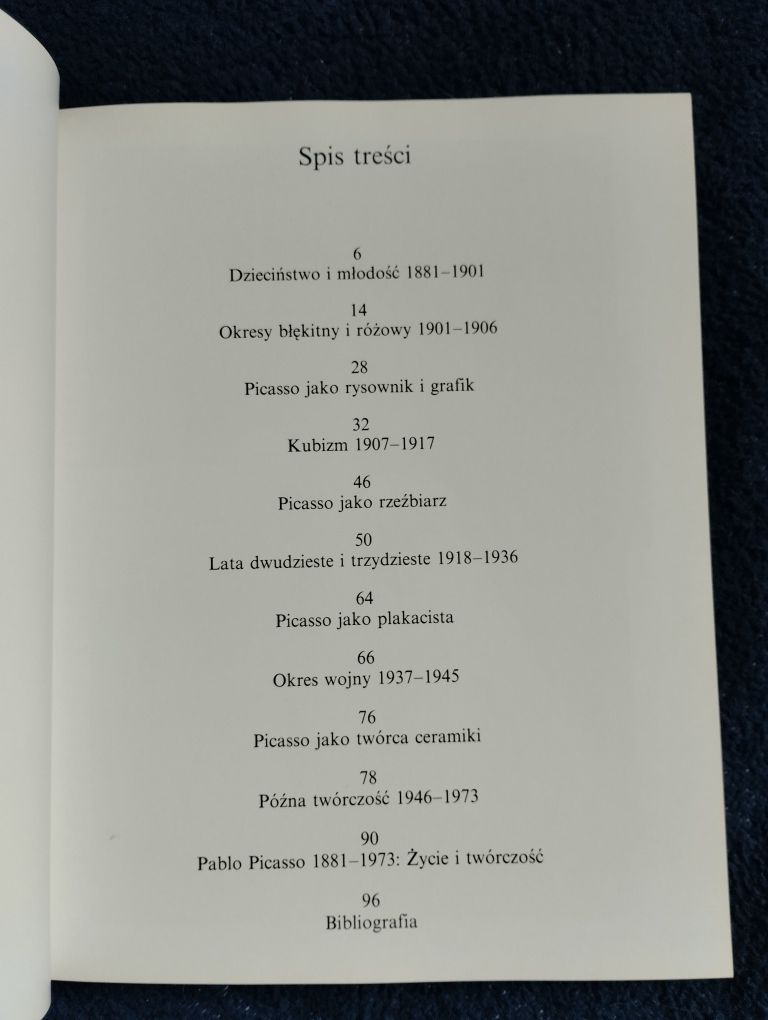 Spis treści
6
Dzieciństwo i młodość 1881–1901
14
Okresy błękitny i różowy 1901–1906
28
Picasso jako rysownik i grafik
32
Kubizm 1907–1917
46
Picasso jako rzeźbiarz
50
Lata dwudzieste i trzydzieste 1918–1936
64
Picasso jako plakacista
66
Okres wojny 1937–1945
76
Picasso jako twórca ceramiki
78
Późna twórczość 1946–1973
90
Pablo Picasso 1881–1973: Życie i twórczość
96
Bibliografia